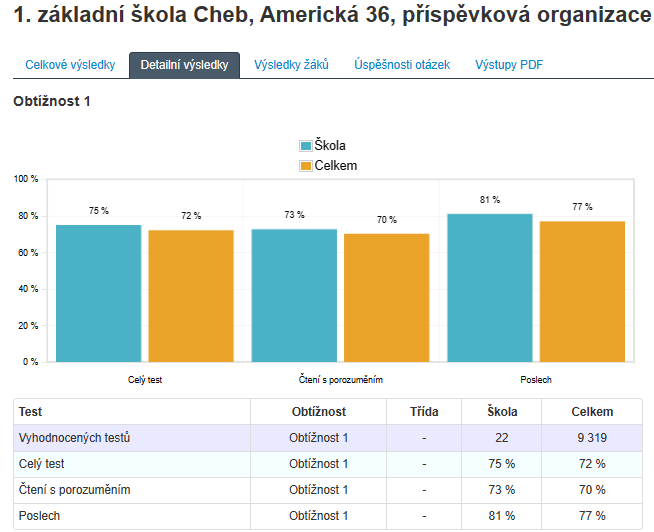 1. základní škola Cheb, Americká 36, příspěvková organizace
Celkové výsledky Detailní výsledky Výsledky žáků Úspěšnosti otázek Výstupy PDF
Obtížnost 1
Škola
Celkem
100 %
80 %
60 %
40 %
20 %
0 %
75 % 72 % 73 % 70 % 81 % 77 %
Celý test Čtení s porozuměním Poslech
Test Obtížnost Třída Škola Celkem
Vyhodnocených testů Obtížnost 1 - 22 9 319
Celý test Obtížnost 1 - 75 % 72 %
Čtení s porozuměním Obtížnost 1 - 73 % 70 %
Poslech Obtížnost 1 - 81 % 77 %